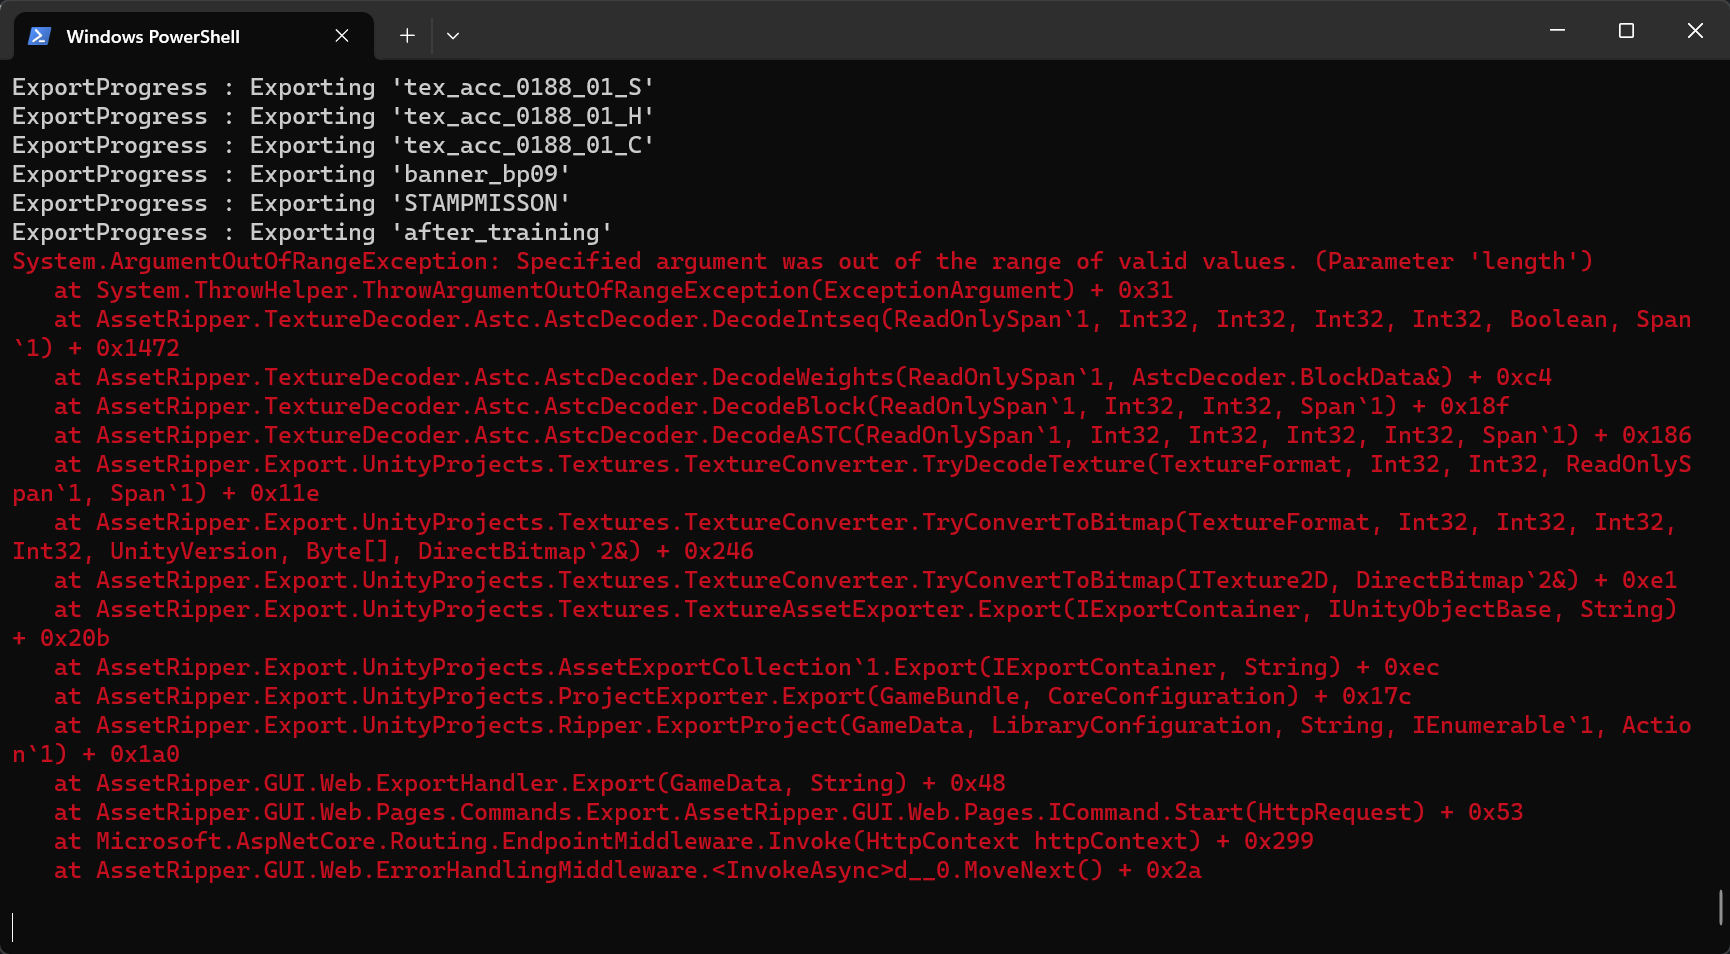 Windows PowerShell
ExportProgress : Exporting 'tex_acc_0188_01_S'
ExportProgress : Exporting 'tex_acc_0188_01_H'
ExportProgress : Exporting 'tex_acc_0188_01_C'
ExportProgress : Exporting 'banner_bp09'
ExportProgress : Exporting 'STAMPMISSON'
ExportProgress : Exporting 'after_training'
System.ArgumentOutOfRangeException: Specified argument was out of the range of valid values. (Parameter 'length')
   at System.ThrowHelper.ThrowArgumentOutOfRangeException(ExceptionArgument) + 0x31
   at AssetRipper.TextureDecoder.Astc.AstcDecoder.DecodeIntseq(ReadOnlySpan`1, Int32, Int32, Int32, Int32, Boolean, Span
`1) + 0x1472
   at AssetRipper.TextureDecoder.Astc.AstcDecoder.DecodeWeights(ReadOnlySpan`1, AstcDecoder.BlockData&) + 0xc4
   at AssetRipper.TextureDecoder.Astc.AstcDecoder.DecodeBlock(ReadOnlySpan`1, Int32, Int32, Span`1) + 0x18f
   at AssetRipper.TextureDecoder.Astc.AstcDecoder.DecodeASTC(ReadOnlySpan`1, Int32, Int32, Int32, Int32, Span`1) + 0x186
   at AssetRipper.Export.UnityProjects.Textures.TextureConverter.TryDecodeTexture(TextureFormat, Int32, Int32, ReadOnlyS
pan`1, Span`1) + 0x11e
   at AssetRipper.Export.UnityProjects.Textures.TextureConverter.TryConvertToBitmap(TextureFormat, Int32, Int32, Int32,
Int32, UnityVersion, Byte[], DirectBitmap`2&) + 0x246
   at AssetRipper.Export.UnityProjects.Textures.TextureConverter.TryConvertToBitmap(ITexture2D, DirectBitmap`2&) + 0xe1
   at AssetRipper.Export.UnityProjects.Textures.TextureAssetExporter.Export(IExportContainer, IUnityObjectBase, String)
+ 0x20b
   at AssetRipper.Export.UnityProjects.AssetExportCollection`1.Export(IExportContainer, String) + 0xec
   at AssetRipper.Export.UnityProjects.ProjectExporter.Export(GameBundle, CoreConfiguration) + 0x17c
   at AssetRipper.Export.UnityProjects.Ripper.ExportProject(GameData, LibraryConfiguration, String, IEnumerable`1, Actio
n`1) + 0x1a0
   at AssetRipper.GUI.Web.ExportHandler.Export(GameData, String) + 0x48
   at AssetRipper.GUI.Web.Pages.Commands.Export.AssetRipper.GUI.Web.Pages.ICommand.Start(HttpRequest) + 0x53
   at Microsoft.AspNetCore.Routing.EndpointMiddleware.Invoke(HttpContext httpContext) + 0x299
   at AssetRipper.GUI.Web.ErrorHandlingMiddleware.<InvokeAsync>d__0.MoveNext() + 0x2a